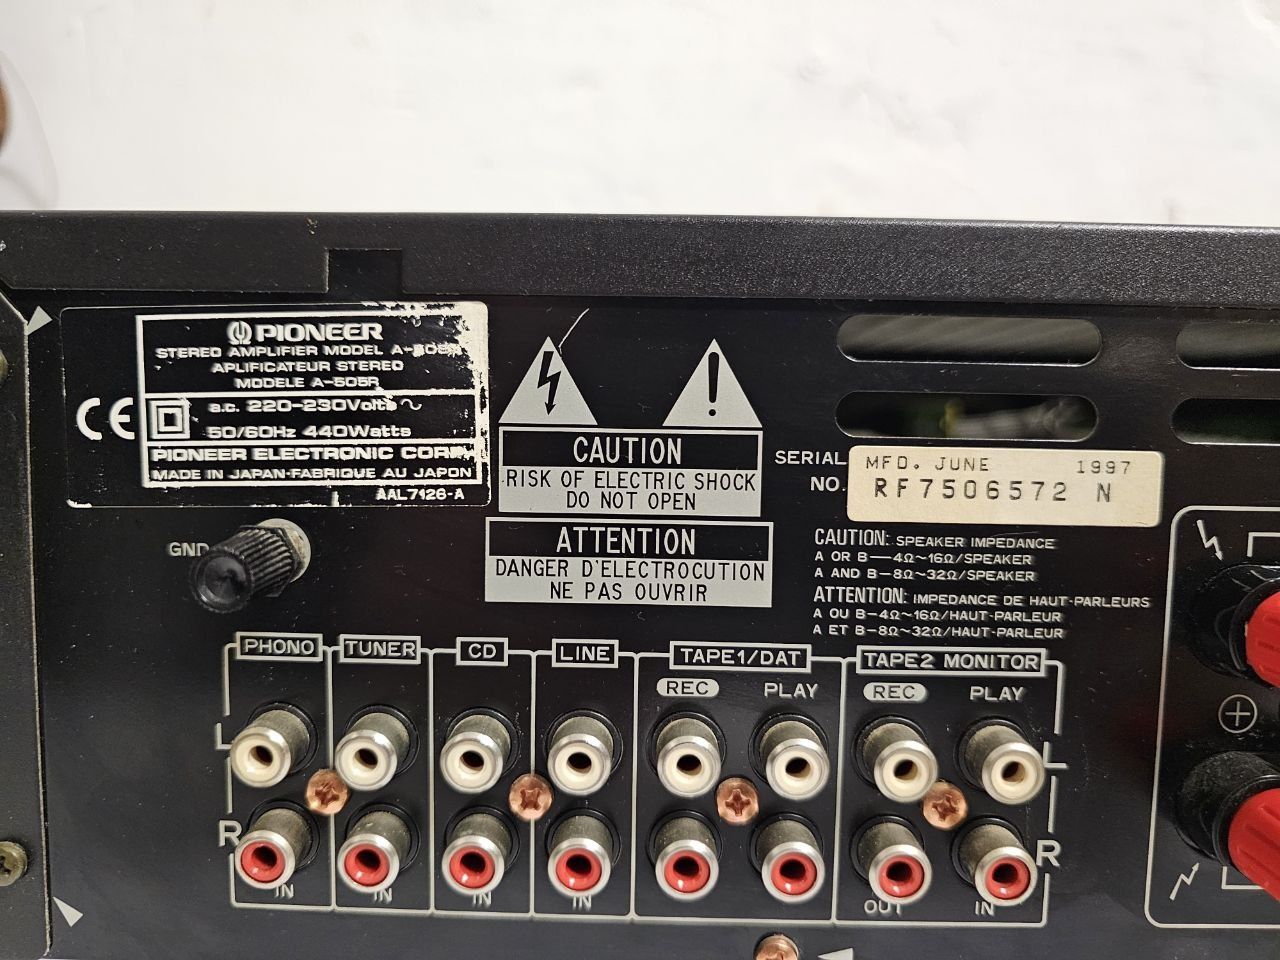 PIONEER
STEREO AMPLIFIER MODEL A-505R
APLIFICATEUR STEREO
MODELE A-505R
CE
a.c. 220-230Volts ~
50/60Hz 440Watts
PIONEER ELECTRONIC CORP.
MADE IN JAPAN·FABRIQUE AU JAPON
AAL7126-A
CAUTION
RISK OF ELECTRIC SHOCK
DO NOT OPEN
ATTENTION
DANGER D'ELECTROCUTION
NE PAS OUVRIR
SERIAL
NO.
MFD. JUNE 1997
RF7506572 N
CAUTION: SPEAKER IMPEDANCE
A OR B—4Ω~16Ω/SPEAKER
A AND B—8Ω~32Ω/SPEAKER
ATTENTION: IMPEDANCE DE HAUT-PARLEURS
A OU B—4Ω~16Ω/HAUT-PARLEUR
A ET B—8Ω~32Ω/HAUT-PARLEUR
GND
PHONO TUNER CD LINE TAPE1/DAT TAPE2 MONITOR
REC PLAY REC PLAY
L L
R R
IN IN IN IN OUT IN